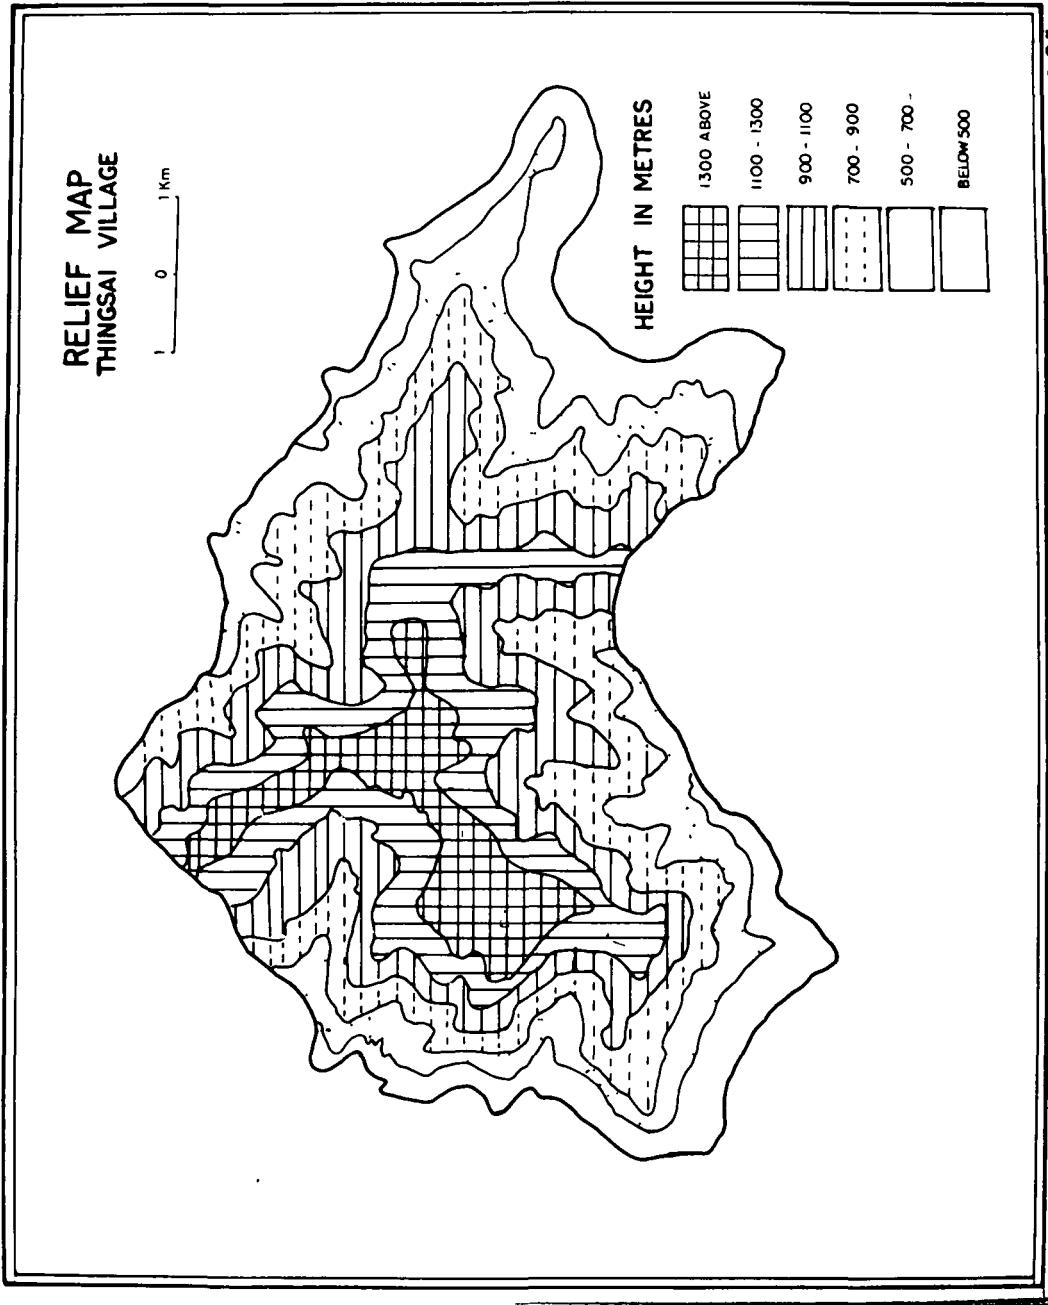 RELIEF MAP
THINGSAI VILLAGE
1 0 1 Km
HEIGHT IN METRES
1300 ABOVE
1100 - 1300
900 - 1100
700 - 900
500 - 700 -
BELOW 500